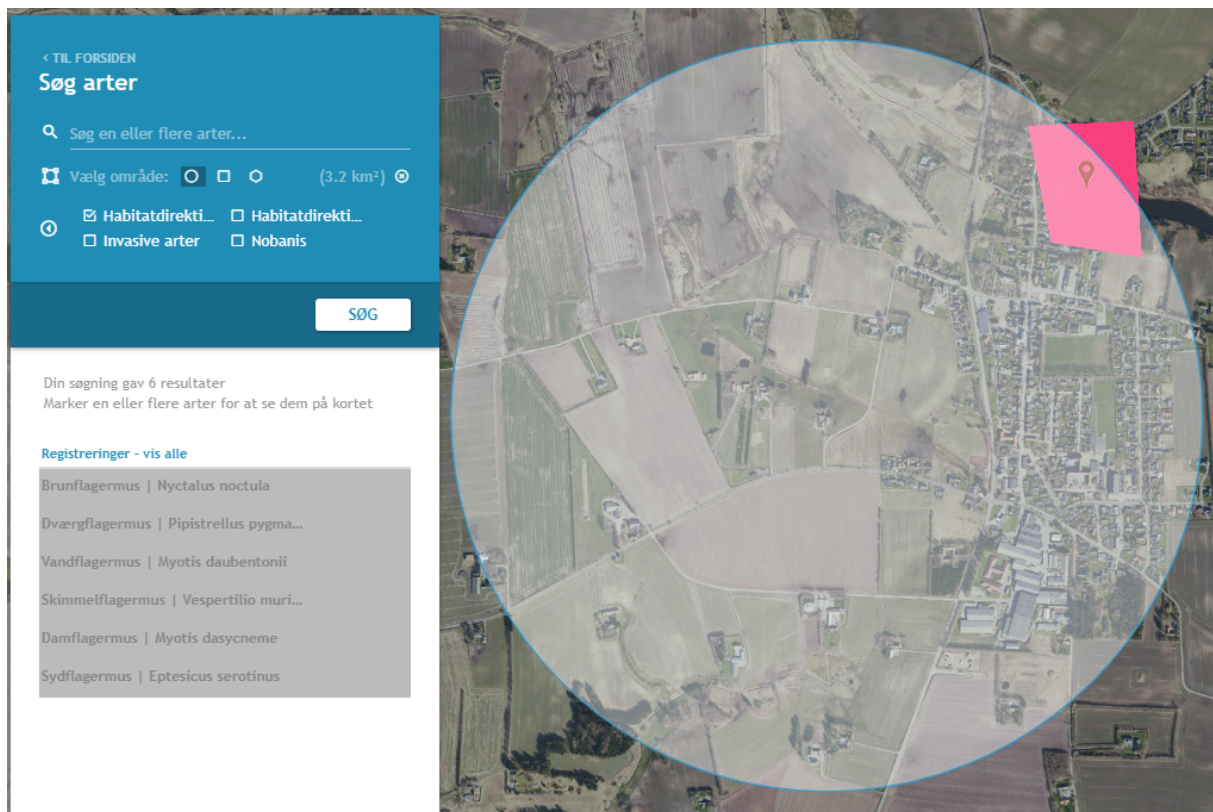 ‹ TIL FORSIDEN
Søg arter
Søg en eller flere arter...
Vælg område: (3.2 km²)
Habitatdirekti... Habitatdirekti...
Invasive arter Nobanis
SØG
Din søgning gav 6 resultater
Marker en eller flere arter for at se dem på kortet
Registreringer - vis alle
Brunflagermus | Nyctalus noctula
Dværgflagermus | Pipistrellus pygma...
Vandflagermus | Myotis daubentonii
Skimmelflagermus | Vespertilio muri...
Damflagermus | Myotis dasycneme
Sydflagermus | Eptesicus serotinus